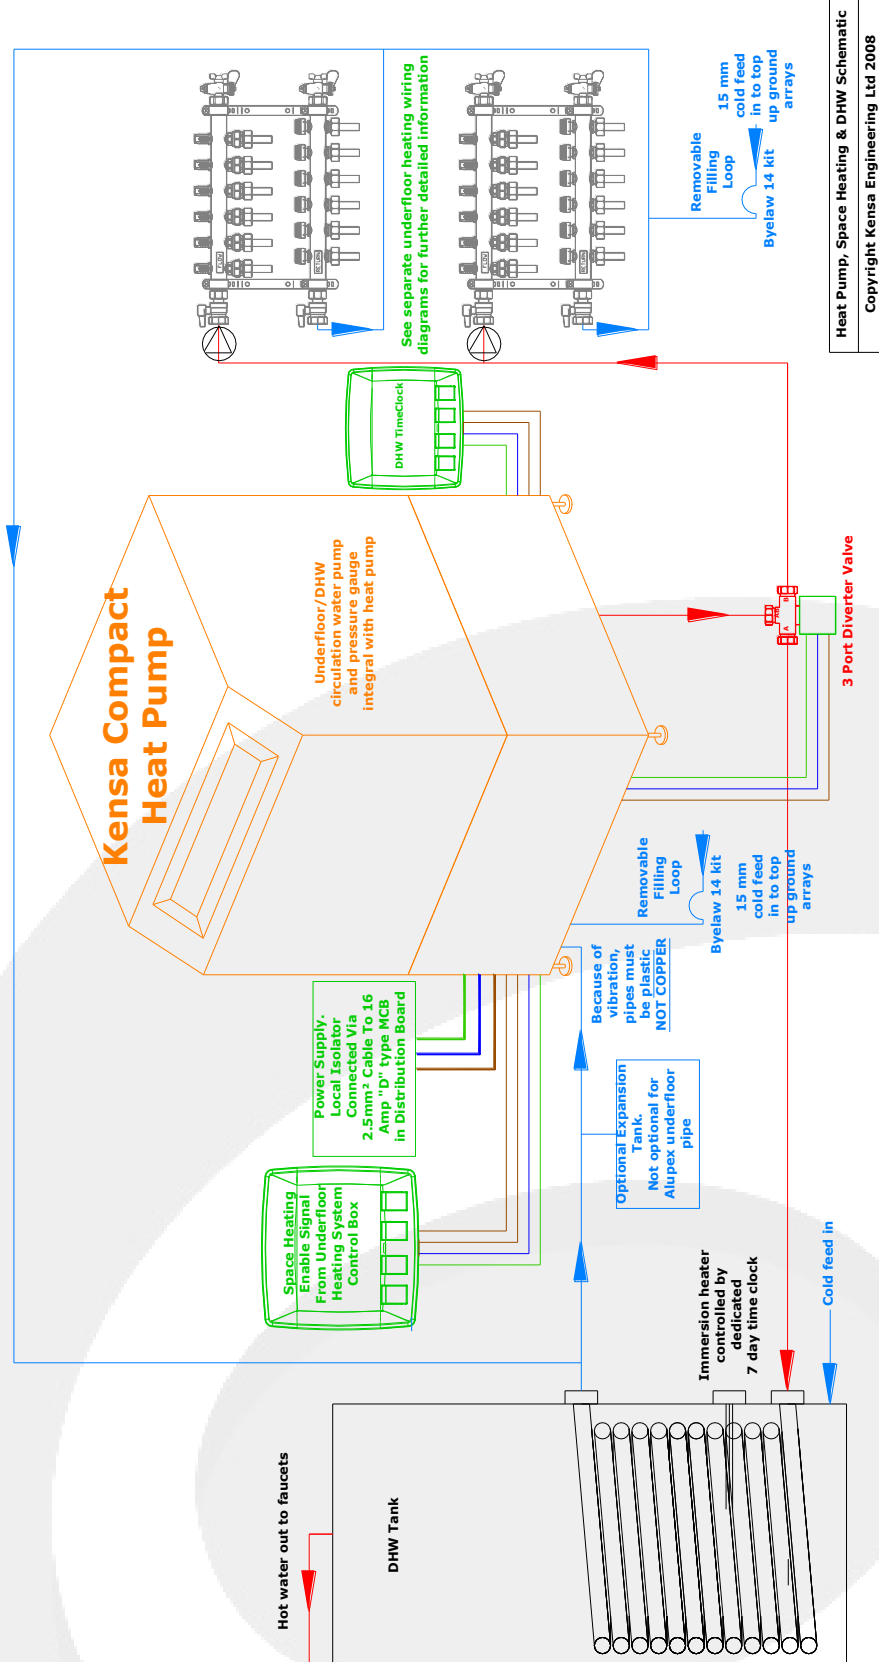 Hot water out to faucets
DHW Tank
Space Heating
Enable Signal
From Underfloor
Heating System
Control Box
Power Supply.
Local Isolator
Connected Via
2.5mm² Cable To 16
Amp "D" type MCB
in Distribution Board
Kensa Compact
Heat Pump
Underfloor/DHW
circulation water pump
and pressure gauge
integral with heat pump
DHW TimeClock
See separate underfloor heating wiring
diagrams for further detailed information
FLOW
RETURN
FLOW
RETURN
Removable
Filling
Loop
15 mm
cold feed
in to top
up ground
arrays
Byelaw 14 kit
Because of
vibration,
pipes must
be plastic
NOT COPPER
Removable
Filling
Loop
Byelaw 14 kit
15 mm
cold feed
in to top
up ground
arrays
Optional Expansion
Tank.
Not optional for
Alupex underfloor
pipe
Immersion heater
controlled by
dedicated
7 day time clock
Cold feed in
A
AB
B
3 Port Diverter Valve
Heat Pump, Space Heating & DHW Schematic
Copyright Kensa Engineering Ltd 2008